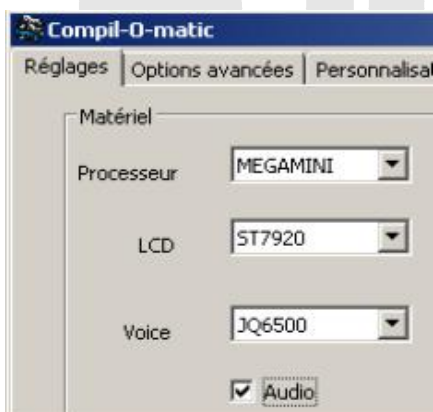 Compil-O-matic
Réglages Options avancées
Matériel
Processeur MEGAMINI
LCD ST7920
Voice JQ6500
Audio